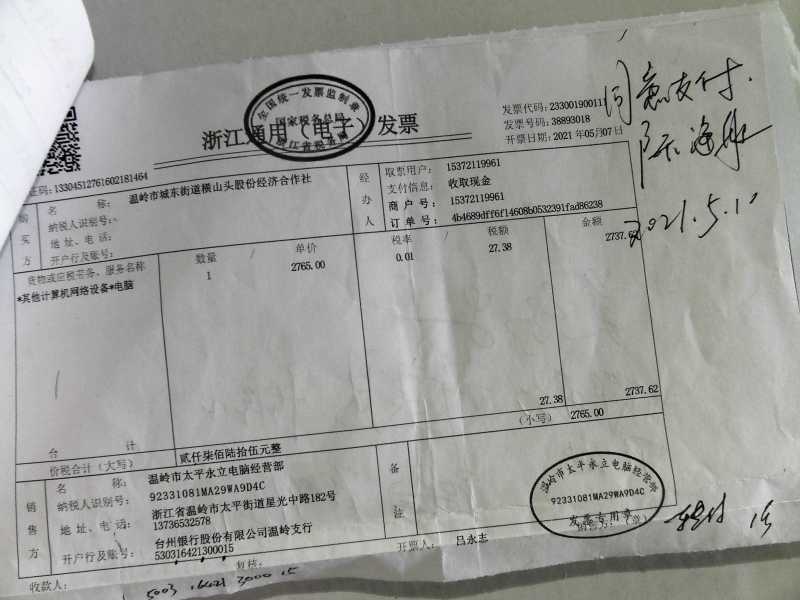 全国统一发票监制章
国家税务总局
浙江省税务局
浙江通用(电子)发票
发票代码: 233001900111
发票号码: 38893018
开票日期: 2021 年05月07日
同意支付.
2021.5.1
证码: 13304512761602181464
购买方
名 称: 温岭市城东街道横山头股份经济合作社
纳税人识别号:
地 址、电 话:
开户行及账号:
经办人
取票用户: 15372119961
支付信息: 收取现金
商 户 号: 15372119961
订 单 号: 4b4689dff6f14608b0532391fad86238
货物或应税劳务、服务名称 数量 单价 税率 税额 金额
*其他计算机网络设备*电脑 1 2765.00 0.01 27.38 2737.62
合 计 27.38 2737.62
价税合计(大写) 贰仟柒佰陆拾伍元整 (小写) 2765.00
销售方
名 称: 温岭市太平永立电脑经营部
纳税人识别号: 92331081MA29WA9D4C
地 址、电 话: 浙江省温岭市太平街道星光中路182号
13736532578
开户行及账号: 台州银行股份有限公司温岭支行
530316421300015
备注
温岭市太平永立电脑经营部
92331081MA29WA9D4C
发票专用章
(章)
收款人: 复核: 开票人: 吕永志